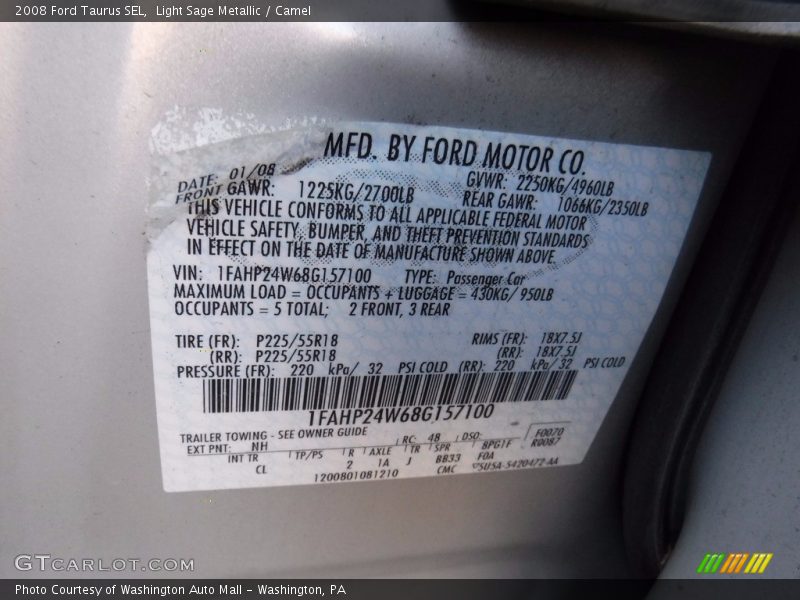 2008 Ford Taurus SEL, Light Sage Metallic / Camel
MFD. BY FORD MOTOR CO.
DATE: 01/08 GVWR: 2250KG/4960LB
FRONT GAWR: 1225KG/2700LB REAR GAWR: 1066KG/2350LB
THIS VEHICLE CONFORMS TO ALL APPLICABLE FEDERAL MOTOR
VEHICLE SAFETY, BUMPER, AND THEFT PREVENTION STANDARDS
IN EFFECT ON THE DATE OF MANUFACTURE SHOWN ABOVE.
VIN: 1FAHP24W68G157100 TYPE: Passenger Car
MAXIMUM LOAD = OCCUPANTS + LUGGAGE = 430KG/ 950LB
OCCUPANTS = 5 TOTAL; 2 FRONT, 3 REAR
TIRE (FR): P225/55R18 RIMS (FR): 18X7.5J
(RR): P225/55R18 (RR): 18X7.5J
PRESSURE (FR): 220 kPa/ 32 PSI COLD (RR): 220 kPa/ 32 PSI COLD
1FAHP24W68G157100
TRAILER TOWING - SEE OWNER GUIDE RC: 48 DSO: F0070
EXT PNT: NH R0087
INT TR TP/PS R AXLE TR SPR BPG1F
CL 2 1A J BB33 FOA
1200801081210 CMC 5U5A-5420472-AA
GTCARLOT.COM
Photo Courtesy of Washington Auto Mall – Washington, PA